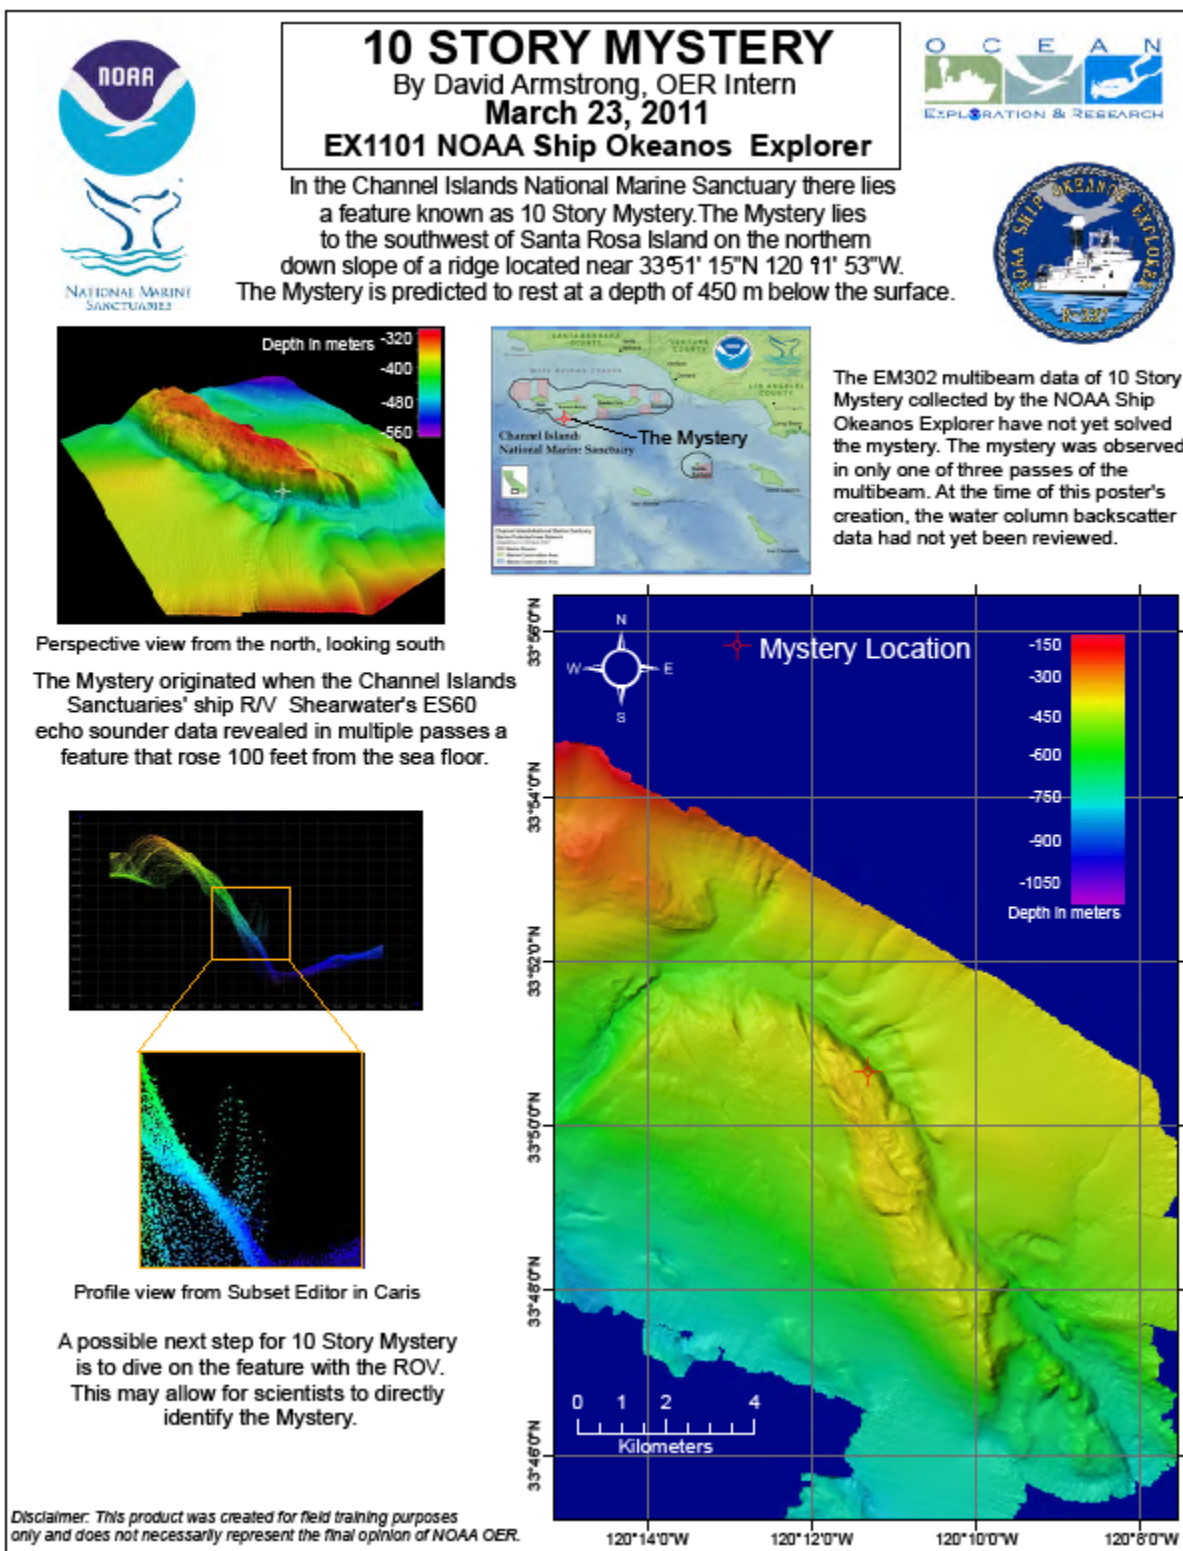 NOAA
10 STORY MYSTERY
By David Armstrong, OER Intern
March 23, 2011
EX1101 NOAA Ship Okeanos Explorer
OCEAN
EXPLORATION & RESEARCH
NATIONAL MARINE
SANCTUARIES
NOAA SHIP OKEANOS EXPLORER
R-337
In the Channel Islands National Marine Sanctuary there lies
a feature known as 10 Story Mystery.The Mystery lies
to the southwest of Santa Rosa Island on the northern
down slope of a ridge located near 33°51' 15"N 120 °11' 53"W.
The Mystery is predicted to rest at a depth of 450 m below the surface.
Depth in meters
-320
-400
-480
-560
Perspective view from the north, looking south
SANTA BARBARA
COUNTY
VENTURA
COUNTY
LOS ANGELES
COUNTY
Channel Islands
National Marine Sanctuary
The Mystery
The EM302 multibeam data of 10 Story
Mystery collected by the NOAA Ship
Okeanos Explorer have not yet solved
the mystery. The mystery was observed
in only one of three passes of the
multibeam. At the time of this poster's
creation, the water column backscatter
data had not yet been reviewed.
The Mystery originated when the Channel Islands
Sanctuaries' ship R/V Shearwater's ES60
echo sounder data revealed in multiple passes a
feature that rose 100 feet from the sea floor.
Profile view from Subset Editor in Caris
A possible next step for 10 Story Mystery
is to dive on the feature with the ROV.
This may allow for scientists to directly
identify the Mystery.
N
W
E
S
Mystery Location
-150
-300
-450
-600
-750
-900
-1050
Depth in meters
33°56'0"N
33°54'0"N
33°52'0"N
33°50'0"N
33°48'0"N
33°46'0"N
0 1 2 4
Kilometers
120°14'0"W
120°12'0"W
120°10'0"W
120°8'0"W
Disclaimer: This product was created for field training purposes
only and does not necessarily represent the final opinion of NOAA OER.